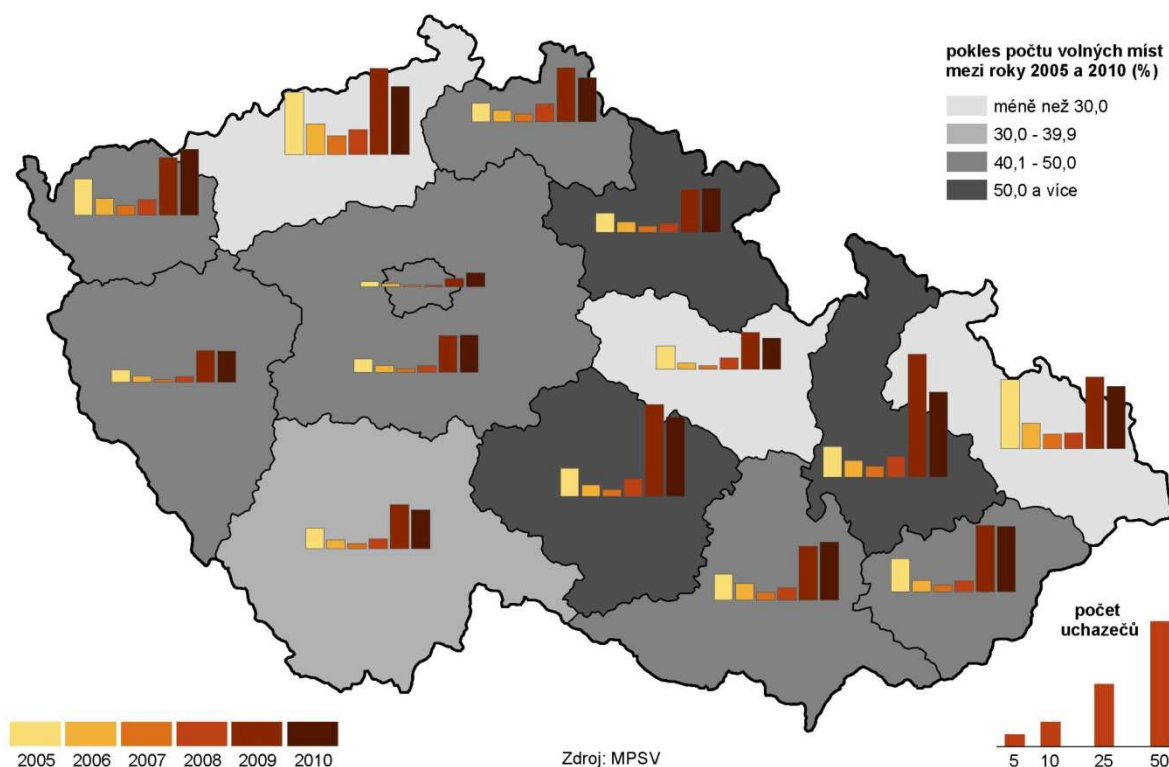 pokles počtu volných míst
mezi roky 2005 a 2010 (%)
méně než 30,0
30,0 - 39,9
40,1 - 50,0
50,0 a více
počet
uchazečů
5 10 25 50
2005 2006 2007 2008 2009 2010
Zdroj: MPSV